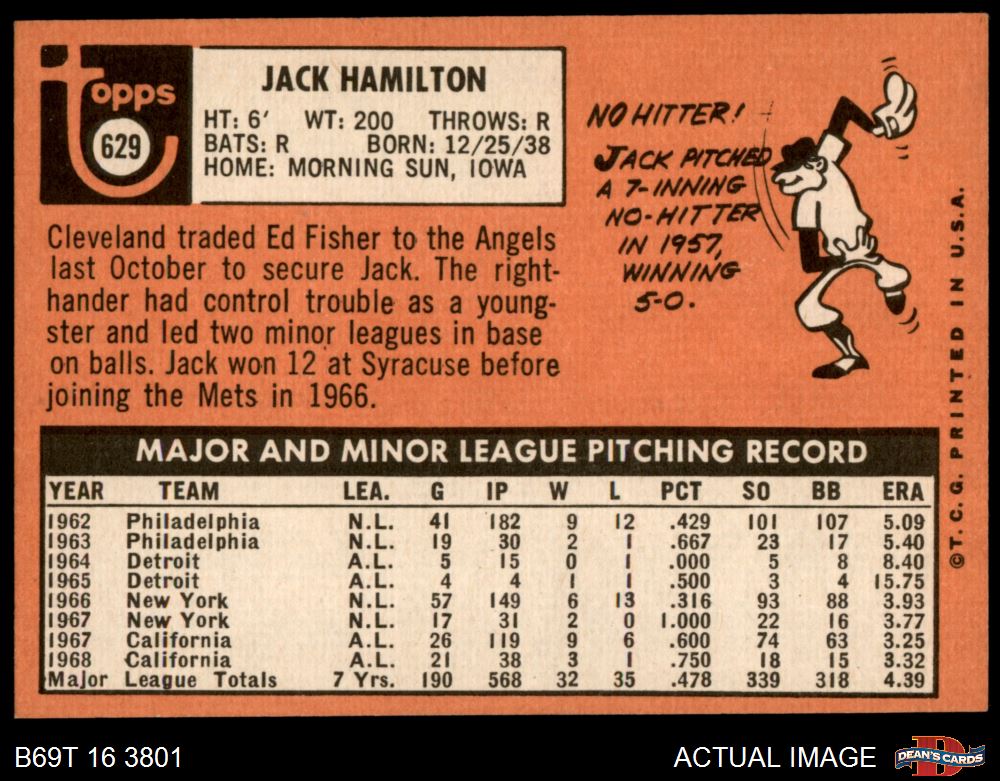 topps
629
JACK HAMILTON
HT: 6' WT: 200 THROWS: R
BATS: R BORN: 12/25/38
HOME: MORNING SUN, IOWA
Cleveland traded Ed Fisher to the Angels
last October to secure Jack. The right-
hander had control trouble as a young-
ster and led two minor leagues in base
on balls. Jack won 12 at Syracuse before
joining the Mets in 1966.
NO HITTER!
JACK PITCHED
A 7-INNING
NO-HITTER
IN 1957,
WINNING
5-0.
©T. C. G. PRINTED IN U.S.A.
MAJOR AND MINOR LEAGUE PITCHING RECORD
YEAR TEAM LEA. G IP W L PCT SO BB ERA
1962 Philadelphia N.L. 41 182 9 12 .429 101 107 5.09
1963 Philadelphia N.L. 19 30 2 1 .667 23 17 5.40
1964 Detroit A.L. 5 15 0 1 .000 5 8 8.40
1965 Detroit A.L. 4 4 1 1 .500 3 4 15.75
1966 New York N.L. 57 149 6 13 .316 93 88 3.93
1967 New York N.L. 17 31 2 0 1.000 22 16 3.77
1967 California A.L. 26 119 9 6 .600 74 63 3.25
1968 California A.L. 21 38 3 1 .750 18 15 3.32
Major League Totals 7 Yrs. 190 568 32 35 .478 339 318 4.39
B69T 16 3801
ACTUAL IMAGE
DEAN'S CARDS